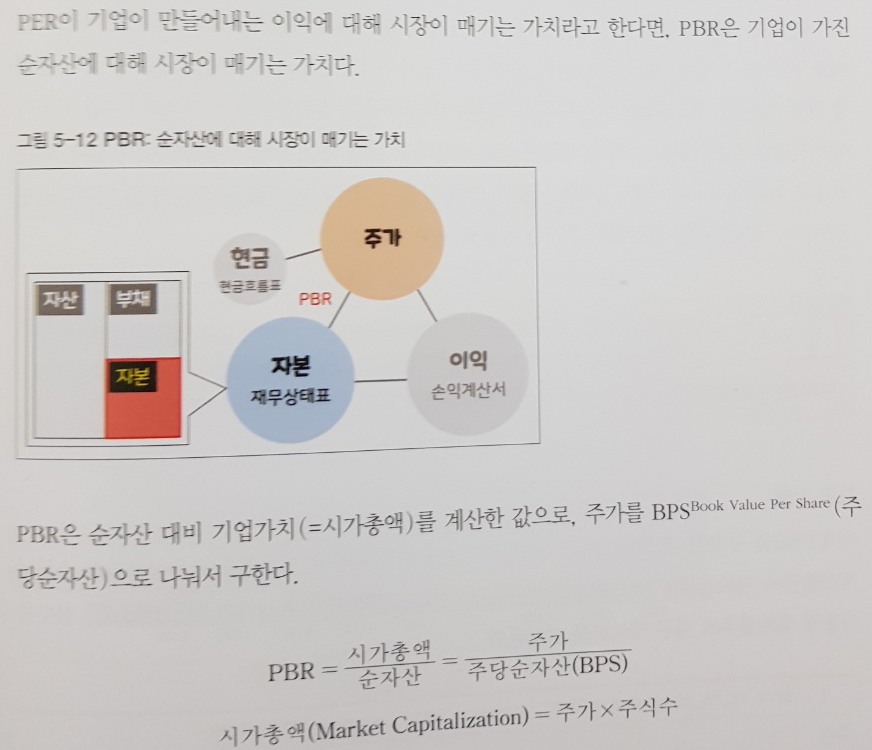 PER이 기업이 만들어내는 이익에 대해 시장이 매기는 가치라고 한다면, PBR은 기업이 가진
순자산에 대해 시장이 매기는 가치다.
그림 5-12 PBR: 순자산에 대해 시장이 매기는 가치
주가
현금
현금흐름표
PBR
자산 부채
자본
자본
재무상태표
이익
손익계산서
PBR은 순자산 대비 기업가치(=시가총액)를 계산한 값으로, 주가를 BPS Book Value Per Share(주
당순자산)으로 나눠서 구한다.
PBR = 시가총액/순자산 = 주가/주당순자산(BPS)
시가총액(Market Capitalization) = 주가×주식수